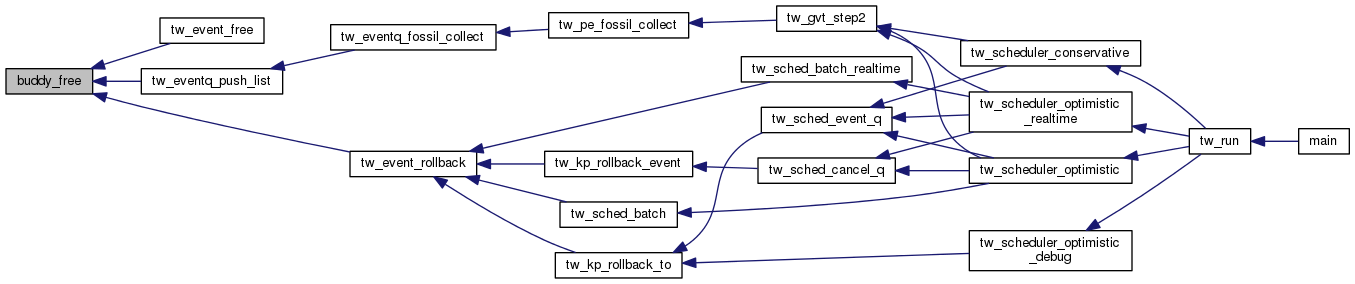 buddy_free
tw_event_free
tw_eventq_push_list
tw_event_rollback
tw_eventq_fossil_collect
tw_pe_fossil_collect
tw_gvt_step2
tw_sched_batch_realtime
tw_kp_rollback_event
tw_sched_batch
tw_kp_rollback_to
tw_sched_event_q
tw_sched_cancel_q
tw_scheduler_conservative
tw_scheduler_optimistic
_realtime
tw_scheduler_optimistic
tw_scheduler_optimistic
_debug
tw_run
main